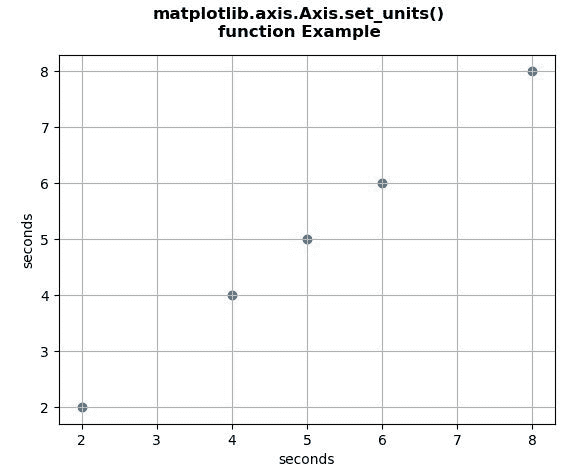 matplotlib.axis.Axis.set_units()
function Example
8
7
6
5
4
3
2
seconds
2 3 4 5 6 7 8
seconds